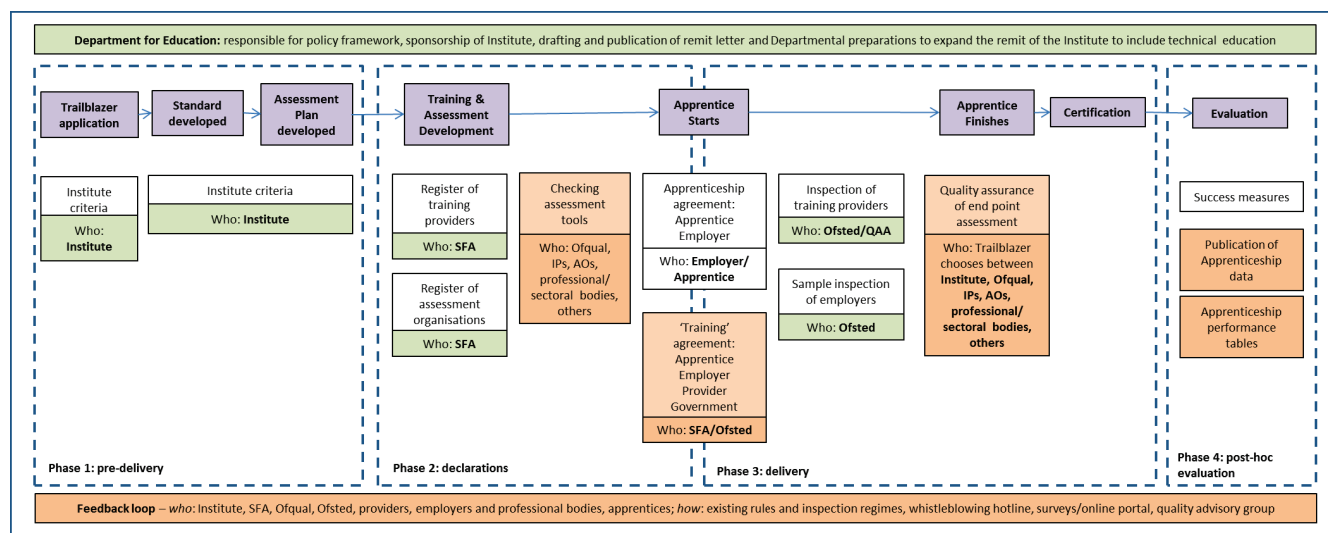 Department for Education: responsible for policy framework, sponsorship of Institute, drafting and publication of remit letter and Departmental preparations to expand the remit of the Institute to include technical education
Trailblazer
application
Standard
developed
Assessment
Plan
developed
Training &
Assessment
Development
Apprentice
Starts
Apprentice
Finishes
Certification
Evaluation
Institute
criteria
Who:
Institute
Institute criteria
Who: Institute
Register of
training
providers
Who: SFA
Register of
assessment
organisations
Who: SFA
Checking
assessment
tools
Who: Ofqual,
IPs, AOs,
professional/
sectoral bodies,
others
Apprenticeship
agreement:
Apprentice
Employer
Who: Employer/
Apprentice
‘Training’
agreement:
Apprentice
Employer
Provider
Government
Who: SFA/Ofsted
Inspection of
training providers
Who: Ofsted/QAA
Sample inspection
of employers
Who: Ofsted
Quality assurance
of end point
assessment
Who: Trailblazer
chooses between
Institute, Ofqual,
IPs, AOs,
professional/
sectoral bodies,
others
Success measures
Publication of
Apprenticeship
data
Apprenticeship
performance
tables
Phase 1: pre-delivery
Phase 2: declarations
Phase 3: delivery
Phase 4: post-hoc
evaluation
Feedback loop – who: Institute, SFA, Ofqual, Ofsted, providers, employers and professional bodies, apprentices; how: existing rules and inspection regimes, whistleblowing hotline, surveys/online portal, quality advisory group